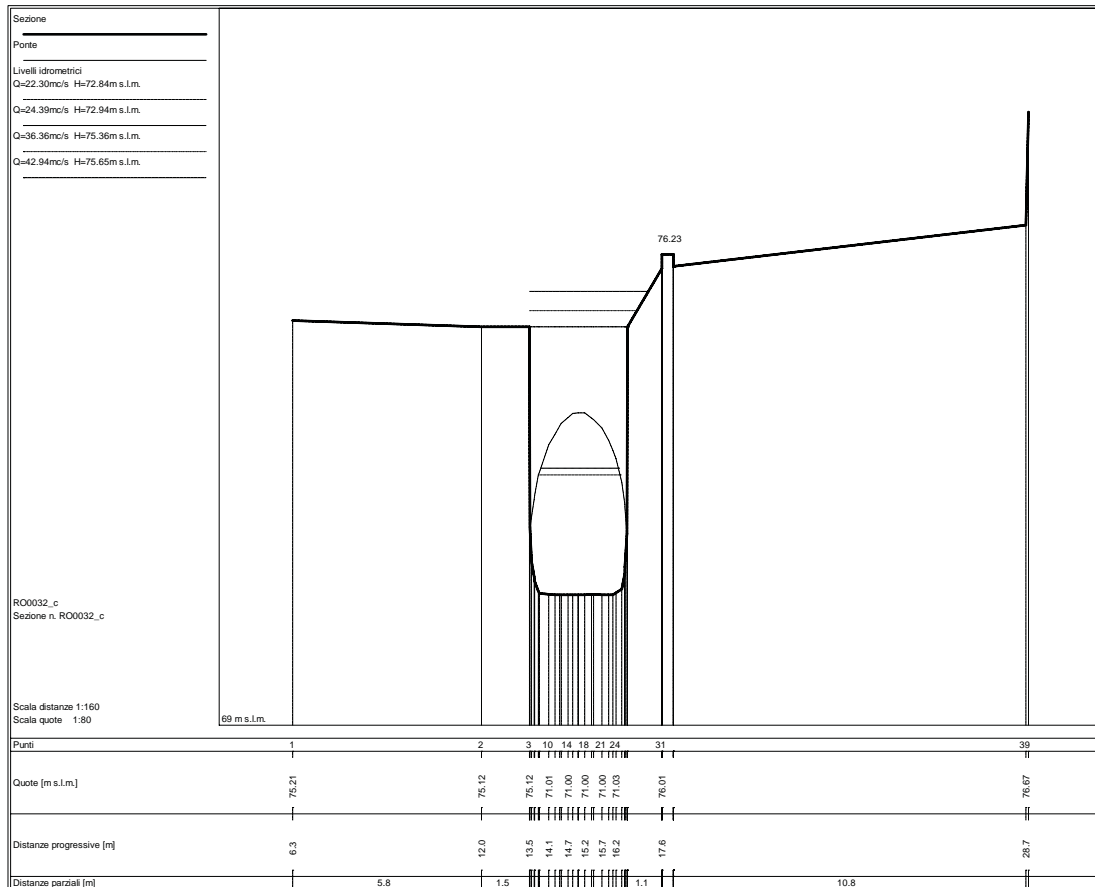 Sezione
Ponte
Livelli idrometrici
Q=22.30mc/s H=72.84m s.l.m.
Q=24.39mc/s H=72.94m s.l.m.
Q=36.36mc/s H=75.36m s.l.m.
Q=42.94mc/s H=75.65m s.l.m.
76.23
RO0032_c
Sezione n. RO0032_c
Scala distanze 1:160
Scala quote 1:80
69 m s.l.m.
Punti 1 2 3 10 14 18 21 24 31 39
Quote [m s.l.m.] 75.21 75.12 75.12 71.01 71.00 71.00 71.00 71.03 76.01 76.67
Distanze progressive [m] 6.3 12.0 13.5 14.1 14.7 15.2 15.7 16.2 17.6 28.7
Distanze parziali [m] 5.8 1.5 1.1 10.8